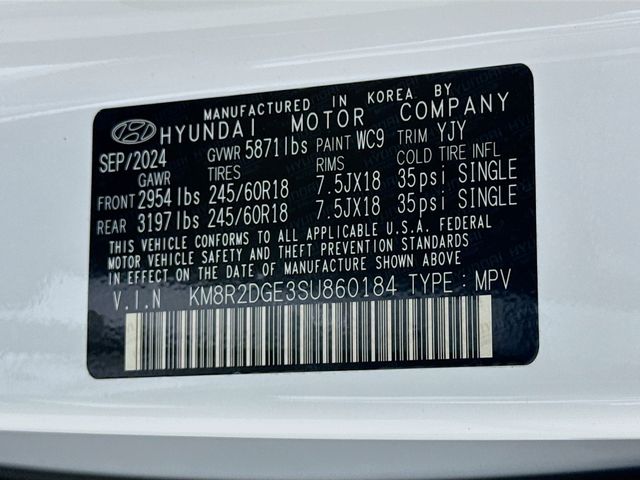 MANUFACTURED IN KOREA BY
HYUNDAI MOTOR COMPANY
SEP/2024 GVWR 5871lbs PAINT WC9 TRIM YJY
GAWR TIRES RIMS COLD TIRE INFL
FRONT 2954lbs 245/60R18 7.5JX18 35psi SINGLE
REAR 3197lbs 245/60R18 7.5JX18 35psi SINGLE
THIS VEHICLE CONFORMS TO ALL APPLICABLE U.S.A. FEDERAL
MOTOR VEHICLE SAFETY AND THEFT PREVENTION STANDARDS
IN EFFECT ON THE DATE OF MANUFACTURE SHOWN ABOVE
V.I.N KM8R2DGE3SU860184 TYPE: MPV